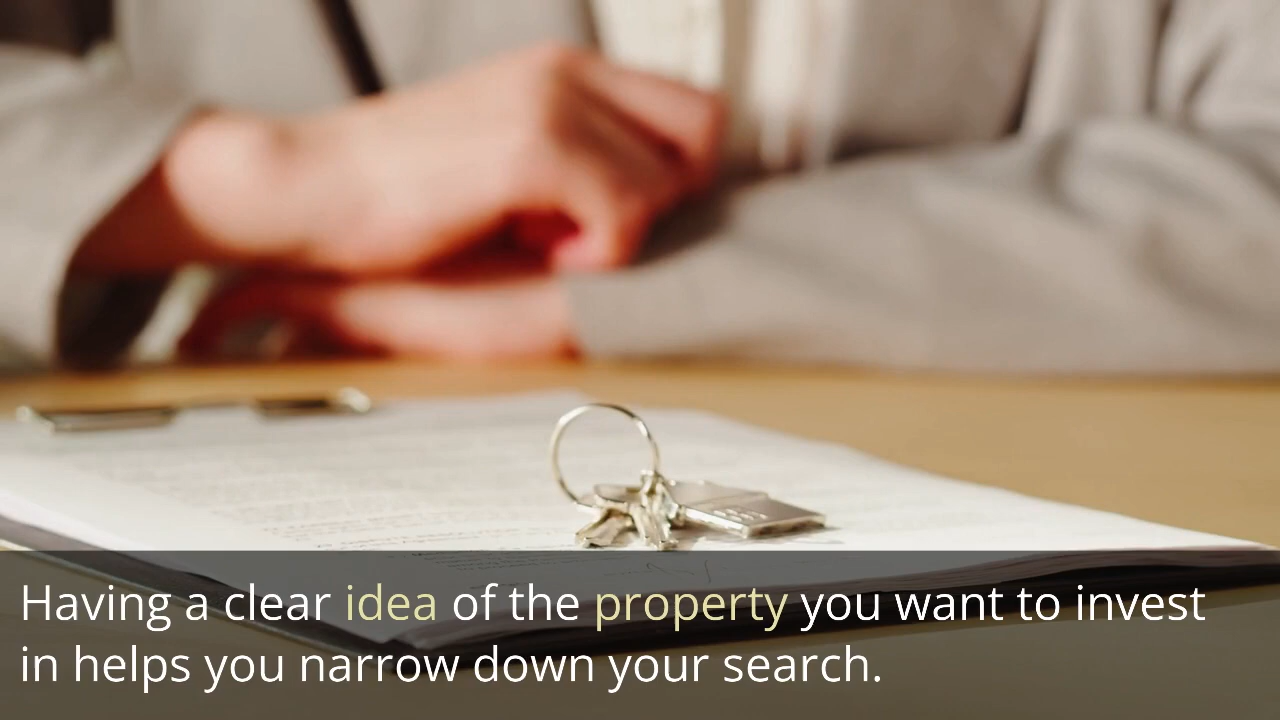 Having a clear idea of the property you want to invest
in helps you narrow down your search.